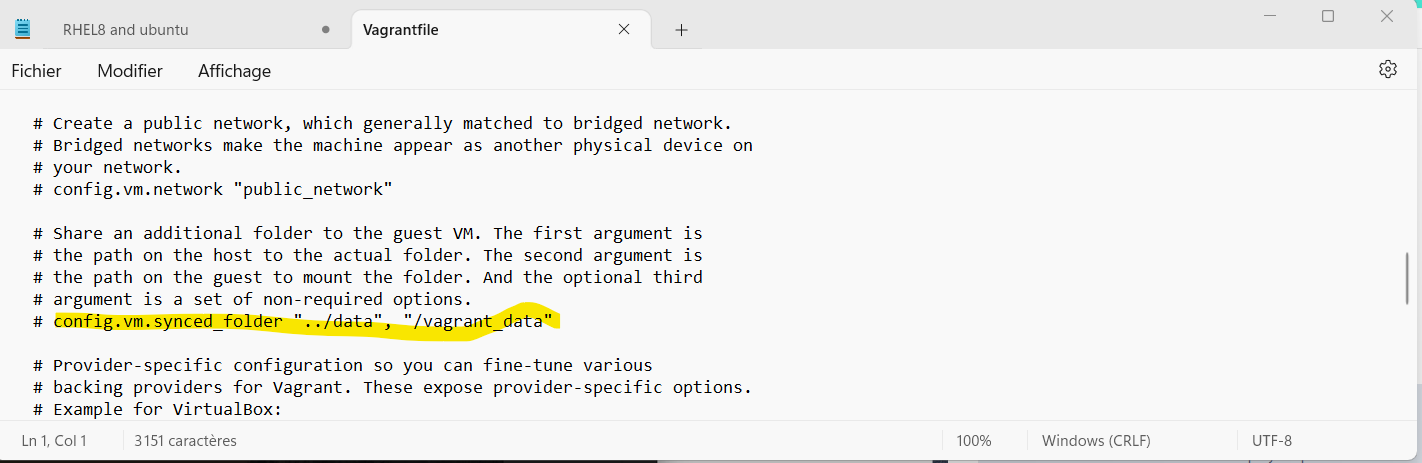 RHEL8 and ubuntu
Vagrantfile
Fichier Modifier Affichage
# Create a public network, which generally matched to bridged network.
# Bridged networks make the machine appear as another physical device on
# your network.
# config.vm.network "public_network"
# Share an additional folder to the guest VM. The first argument is
# the path on the host to the actual folder. The second argument is
# the path on the guest to mount the folder. And the optional third
# argument is a set of non-required options.
# config.vm.synced_folder "../data", "/vagrant_data"
# Provider-specific configuration so you can fine-tune various
# backing providers for Vagrant. These expose provider-specific options.
# Example for VirtualBox:
Ln 1, Col 1 3151 caractères 100% Windows (CRLF) UTF-8